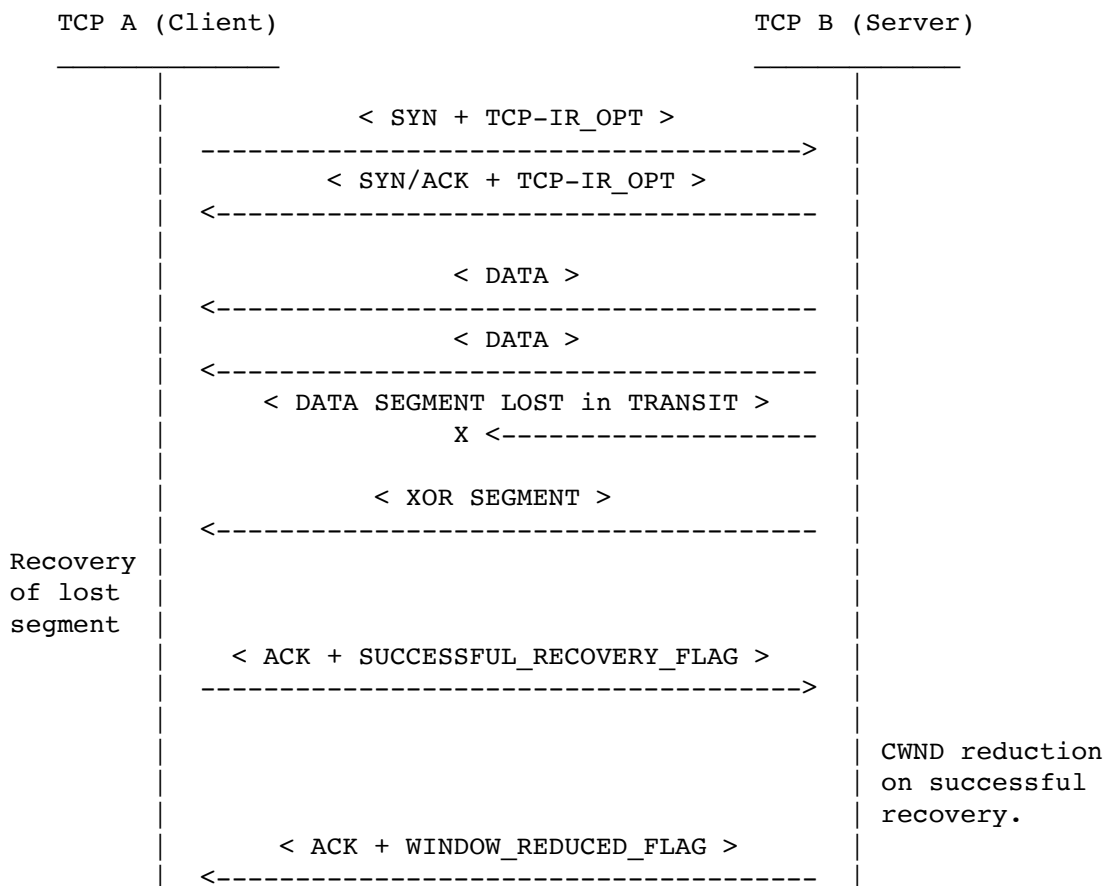 TCP A (Client) TCP B (Server)
< SYN + TCP-IR_OPT >
< SYN/ACK + TCP-IR_OPT >
< DATA >
< DATA >
< DATA SEGMENT LOST in TRANSIT >
X
< XOR SEGMENT >
Recovery
of lost
segment
< ACK + SUCCESSFUL_RECOVERY_FLAG >
CWND reduction
on successful
recovery.
< ACK + WINDOW_REDUCED_FLAG >